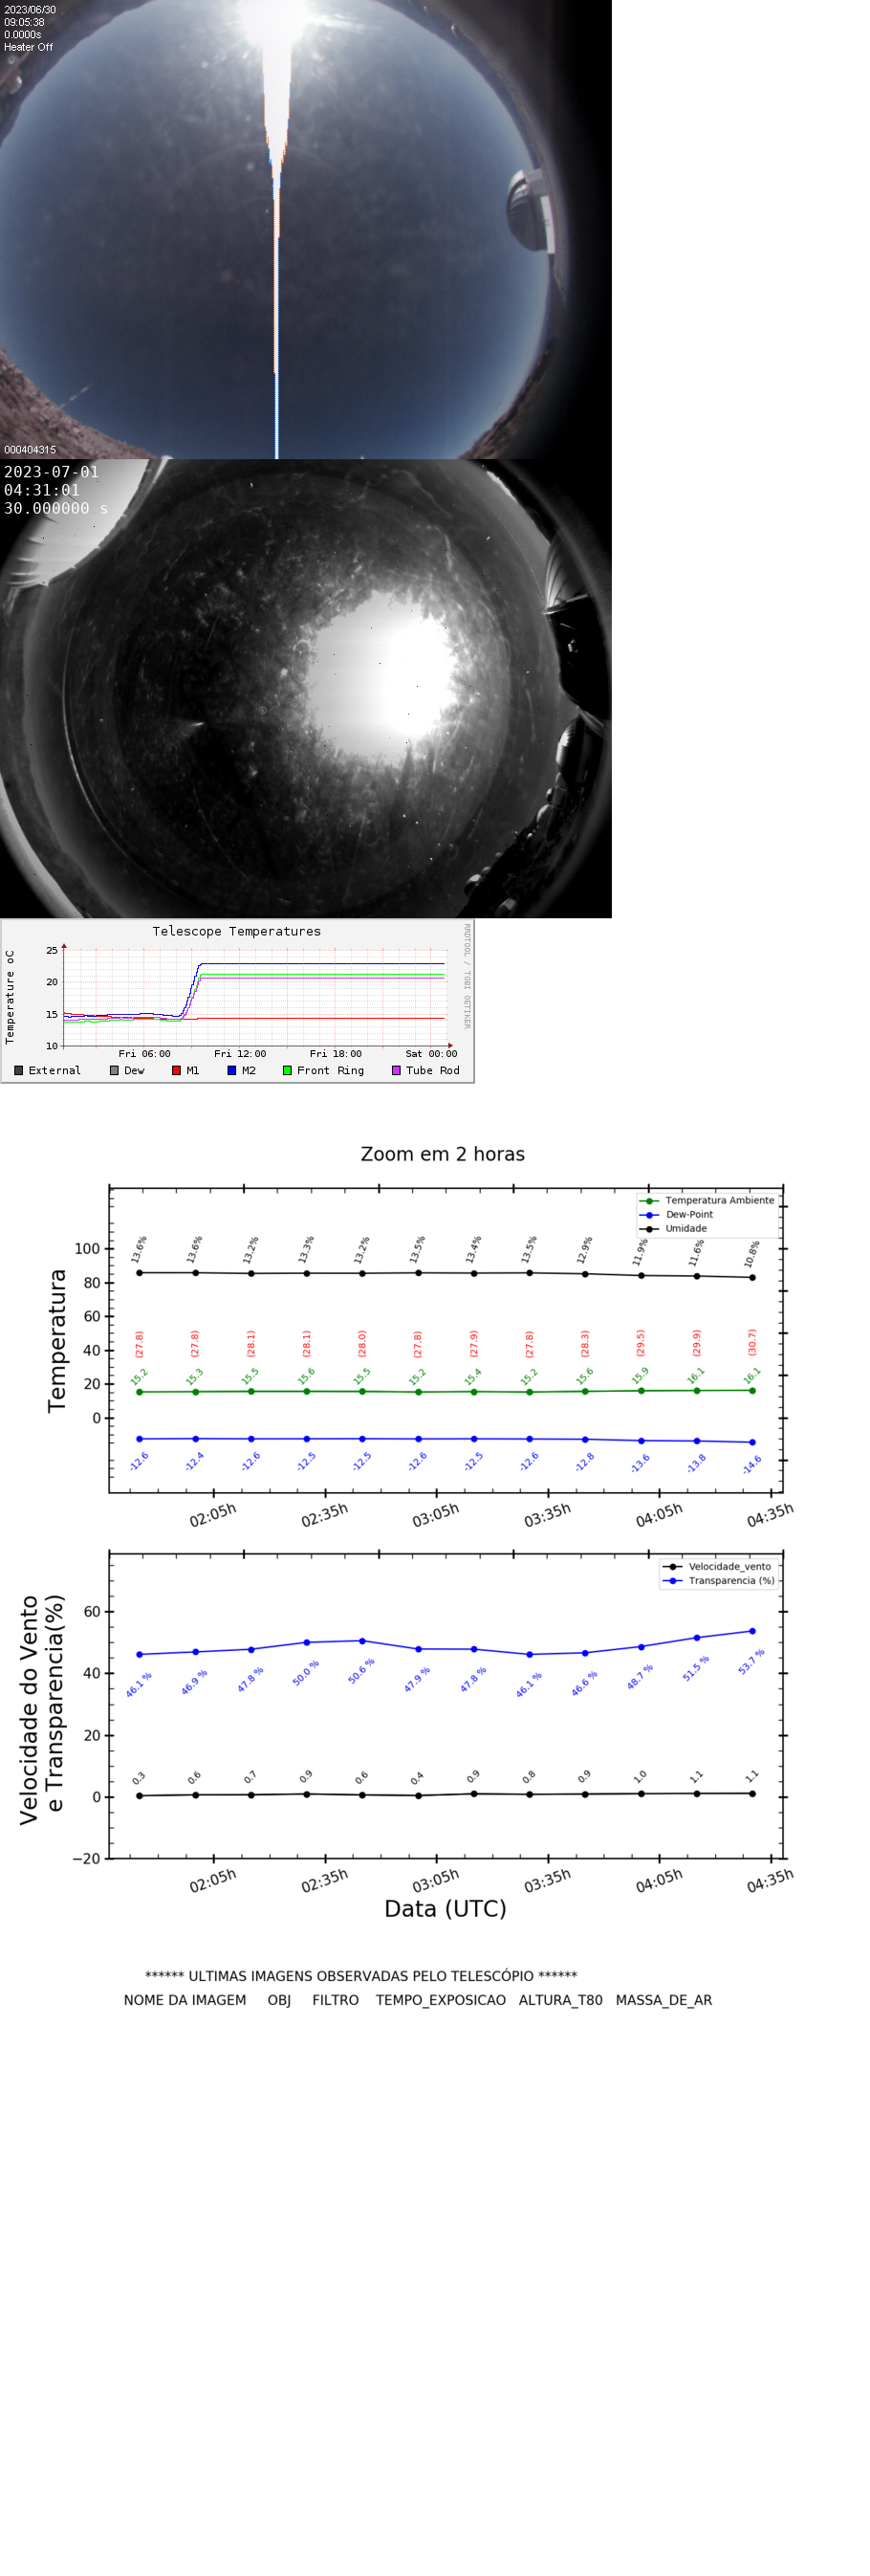 2023/06/30
09:05:38
0.0000s
Heater Off
000404315
2023-07-01
04:31:01
30.000000 s
Telescope Temperatures
Temperature oC
RRDTOOL / TOBI OETIKER
25
20
15
10
Fri 06:00 Fri 12:00 Fri 18:00 Sat 00:00
External Dew M1 M2 Front Ring Tube Rod
Zoom em 2 horas
Temperatura
Temperatura Ambiente
Dew-Point
Umidade
100
80
60
40
20
0
13.6% 13.6% 13.2% 13.3% 13.2% 13.5% 13.4% 13.5% 12.9% 11.9% 11.6% 10.8%
(27.8) (27.8) (28.1) (28.1) (28.0) (27.8) (27.9) (27.8) (28.3) (29.5) (29.9) (30.7)
15.2 15.3 15.5 15.6 15.5 15.2 15.4 15.2 15.6 15.9 16.1 16.1
-12.6 -12.4 -12.6 -12.5 -12.5 -12.6 -12.5 -12.6 -12.8 -13.6 -13.8 -14.6
02:05h 02:35h 03:05h 03:35h 04:05h 04:35h
Velocidade do Vento
e Transparencia(%)
Velocidade_vento
Transparencia (%)
60
40
20
0
−20
46.1 % 46.9 % 47.8 % 50.0 % 50.6 % 47.9 % 47.8 % 46.1 % 46.6 % 48.7 % 51.5 % 53.7 %
0.3 0.6 0.7 0.9 0.6 0.4 0.9 0.8 0.9 1.0 1.1 1.1
02:05h 02:35h 03:05h 03:35h 04:05h 04:35h
Data (UTC)
****** ULTIMAS IMAGENS OBSERVADAS PELO TELESCÓPIO ******
NOME DA IMAGEM OBJ FILTRO TEMPO_EXPOSICAO ALTURA_T80 MASSA_DE_AR